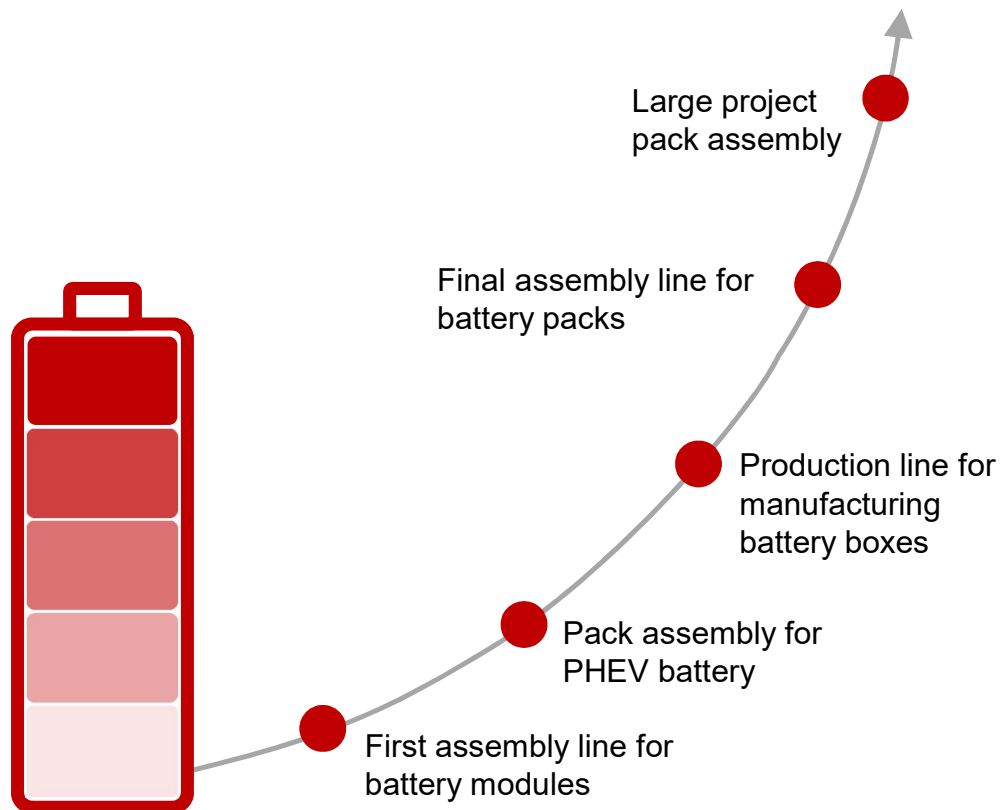 Large project
pack assembly
Final assembly line for
battery packs
Production line for
manufacturing
battery boxes
Pack assembly for
PHEV battery
First assembly line for
battery modules